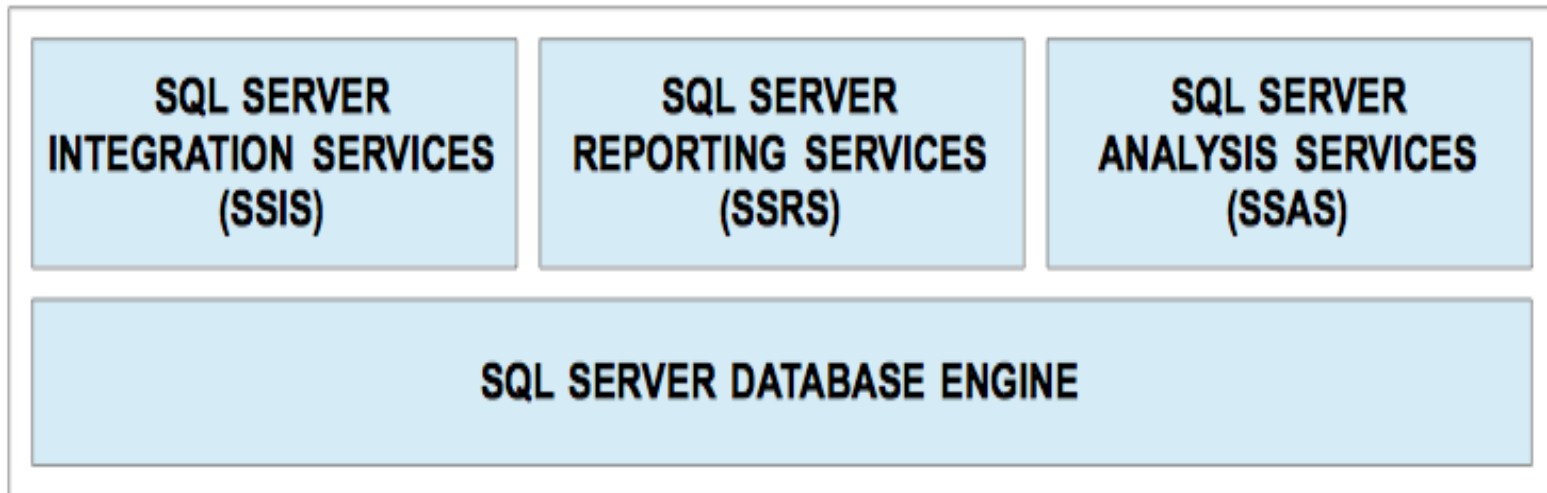 SQL SERVER
INTEGRATION SERVICES
(SSIS)
SQL SERVER
REPORTING SERVICES
(SSRS)
SQL SERVER
ANALYSIS SERVICES
(SSAS)
SQL SERVER DATABASE ENGINE